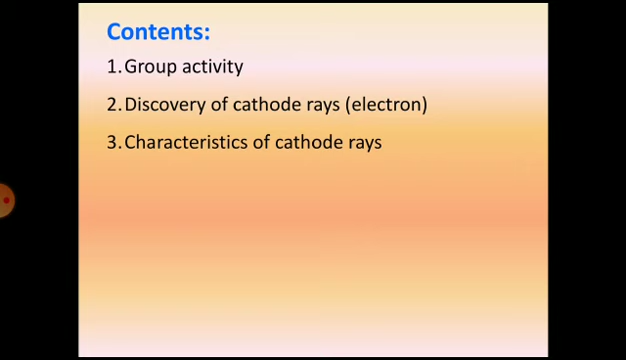 Contents:
1. Group activity
2. Discovery of cathode rays (electron)
3. Characteristics of cathode rays